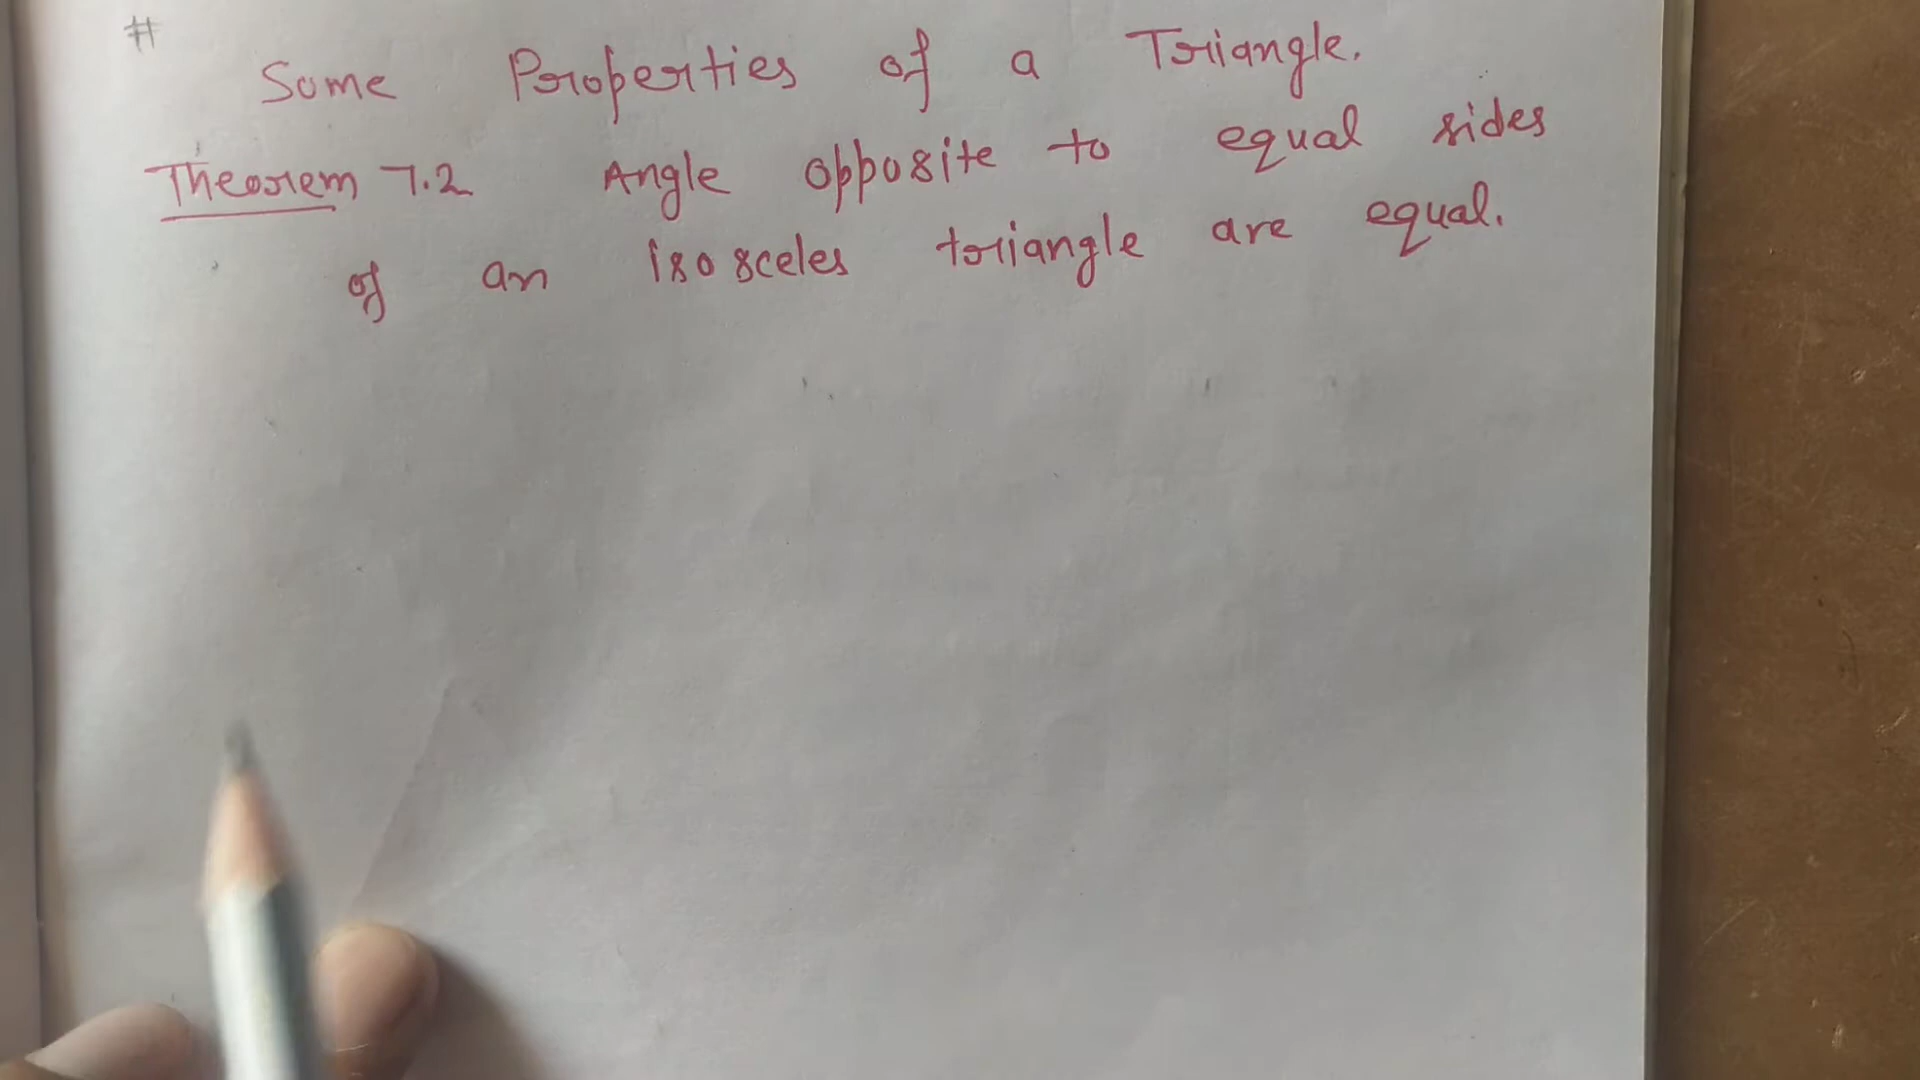 #
Some Properties of a Triangle.
Theorem 7.2 Angle opposite to equal sides
of an isosceles triangle are equal.